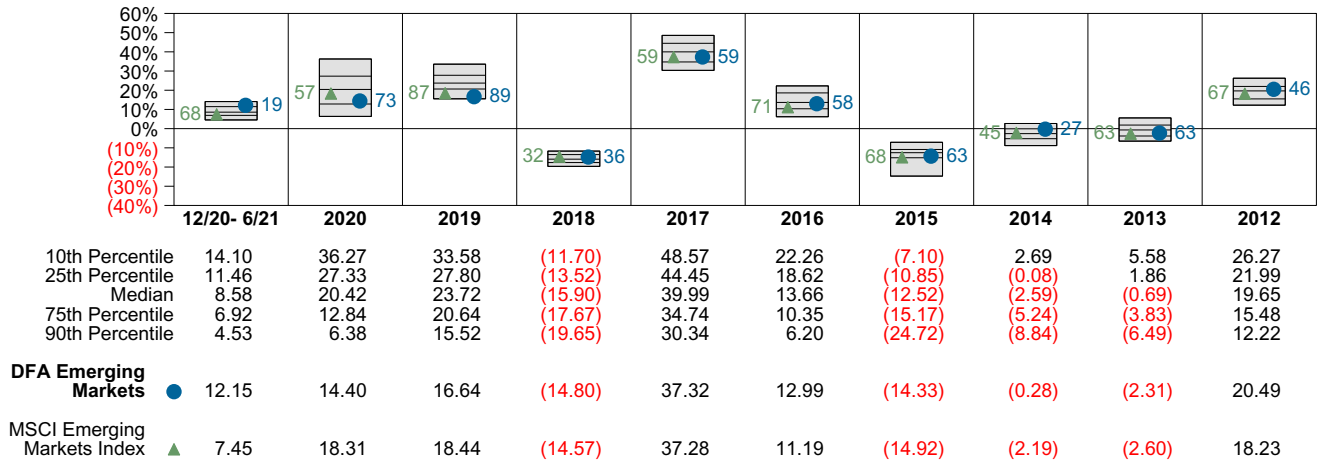 60%
50%
40%
30%
20%
10%
0%
(10%)
(20%)
(30%)
(40%)
68 19 57 73 87 89 32 36 59 59 71 58 68 63 45 27 63 63 67 46
12/20- 6/21 2020 2019 2018 2017 2016 2015 2014 2013 2012
10th Percentile 14.10 36.27 33.58 (11.70) 48.57 22.26 (7.10) 2.69 5.58 26.27
25th Percentile 11.46 27.33 27.80 (13.52) 44.45 18.62 (10.85) (0.08) 1.86 21.99
Median 8.58 20.42 23.72 (15.90) 39.99 13.66 (12.52) (2.59) (0.69) 19.65
75th Percentile 6.92 12.84 20.64 (17.67) 34.74 10.35 (15.17) (5.24) (3.83) 15.48
90th Percentile 4.53 6.38 15.52 (19.65) 30.34 6.20 (24.72) (8.84) (6.49) 12.22
DFA Emerging
Markets 12.15 14.40 16.64 (14.80) 37.32 12.99 (14.33) (0.28) (2.31) 20.49
MSCI Emerging
Markets Index 7.45 18.31 18.44 (14.57) 37.28 11.19 (14.92) (2.19) (2.60) 18.23